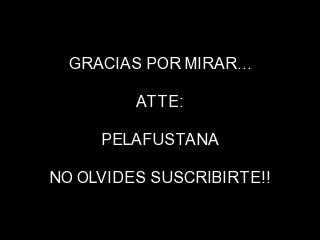 GRACIAS POR MIRAR...
ATTE:
PELAFUSTANA
NO OLVIDES SUSCRIBIRTE!!